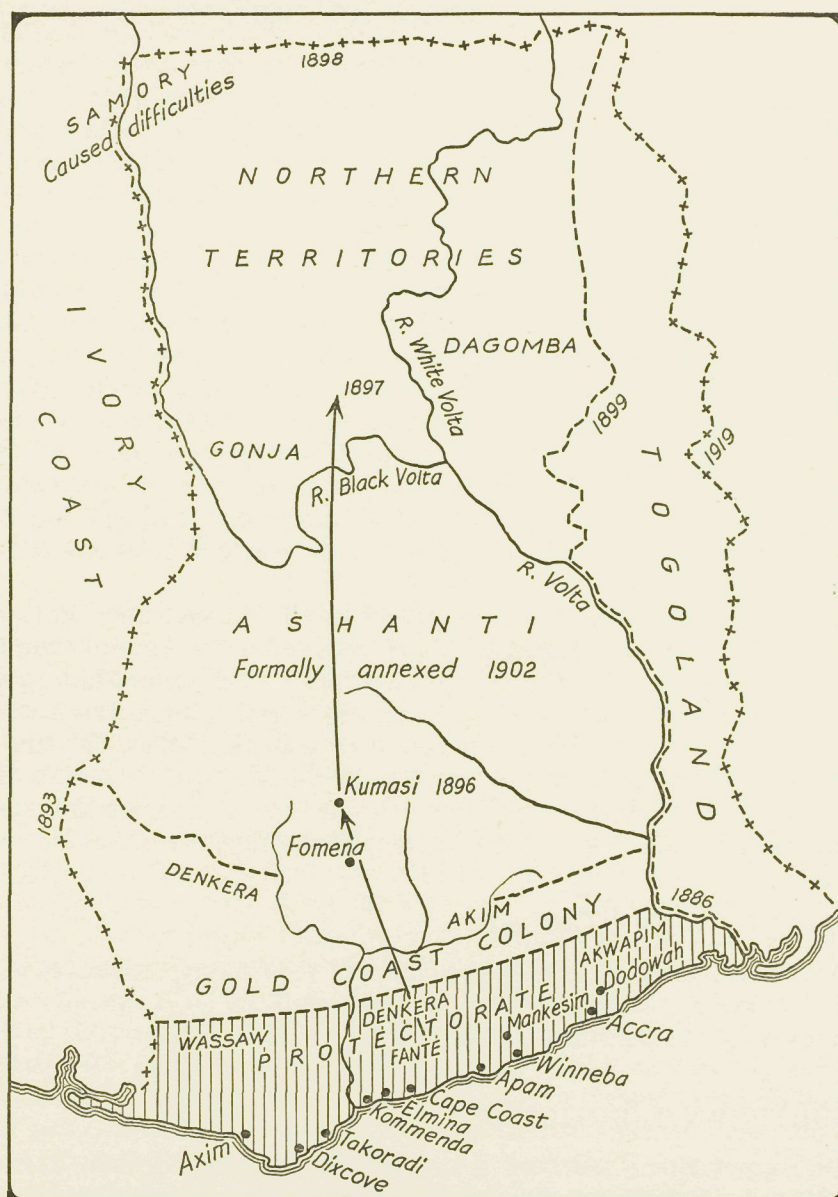 1898
SAMORY
Caused difficulties
NORTHERN
TERRITORIES
IVORY
COAST
R. White Volta
DAGOMBA
1897
1899
1919
GONJA
R. Black Volta
TOGOLAND
R. Volta
ASHANTI
Formally annexed 1902
Kumasi 1896
1893
Fomena
DENKERA
1886
AKIM
GOLD COAST COLONY
AKWAPIM
Dodowah
DENKERA
Mankesim
WASSAW
PROTECTORATE
FANTE
Accra
Winneba
Apam
Cape Coast
Elmina
Kommenda
Takoradi
Axim
Dixcove